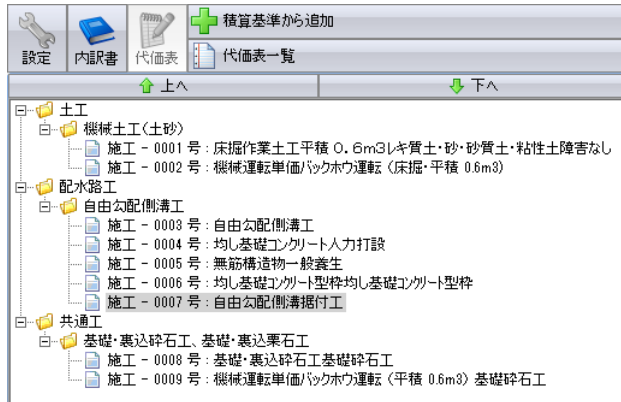 積算基準から追加
設定 内訳書 代価表 代価表一覧
上へ 下へ
土工
機械土工(土砂)
施工 - 0001 号 : 床掘作業土工平積 0.6m3レキ質土・砂・砂質土・粘性土障害なし
施工 - 0002 号 : 機械運転単価バックホウ運転 (床掘・平積 0.6m3)
配水路工
自由勾配側溝工
施工 - 0003 号 : 自由勾配側溝工
施工 - 0004 号 : 均し基礎コンクリート人力打設
施工 - 0005 号 : 無筋構造物一般養生
施工 - 0006 号 : 均し基礎コンクリート型枠均し基礎コンクリート型枠
施工 - 0007 号 : 自由勾配側溝据付工
共通工
基礎・裏込砕石工、基礎・裏込栗石工
施工 - 0008 号 : 基礎・裏込砕石工基礎砕石工
施工 - 0009 号 : 機械運転単価バックホウ運転 (平積 0.6m3) 基礎砕石工